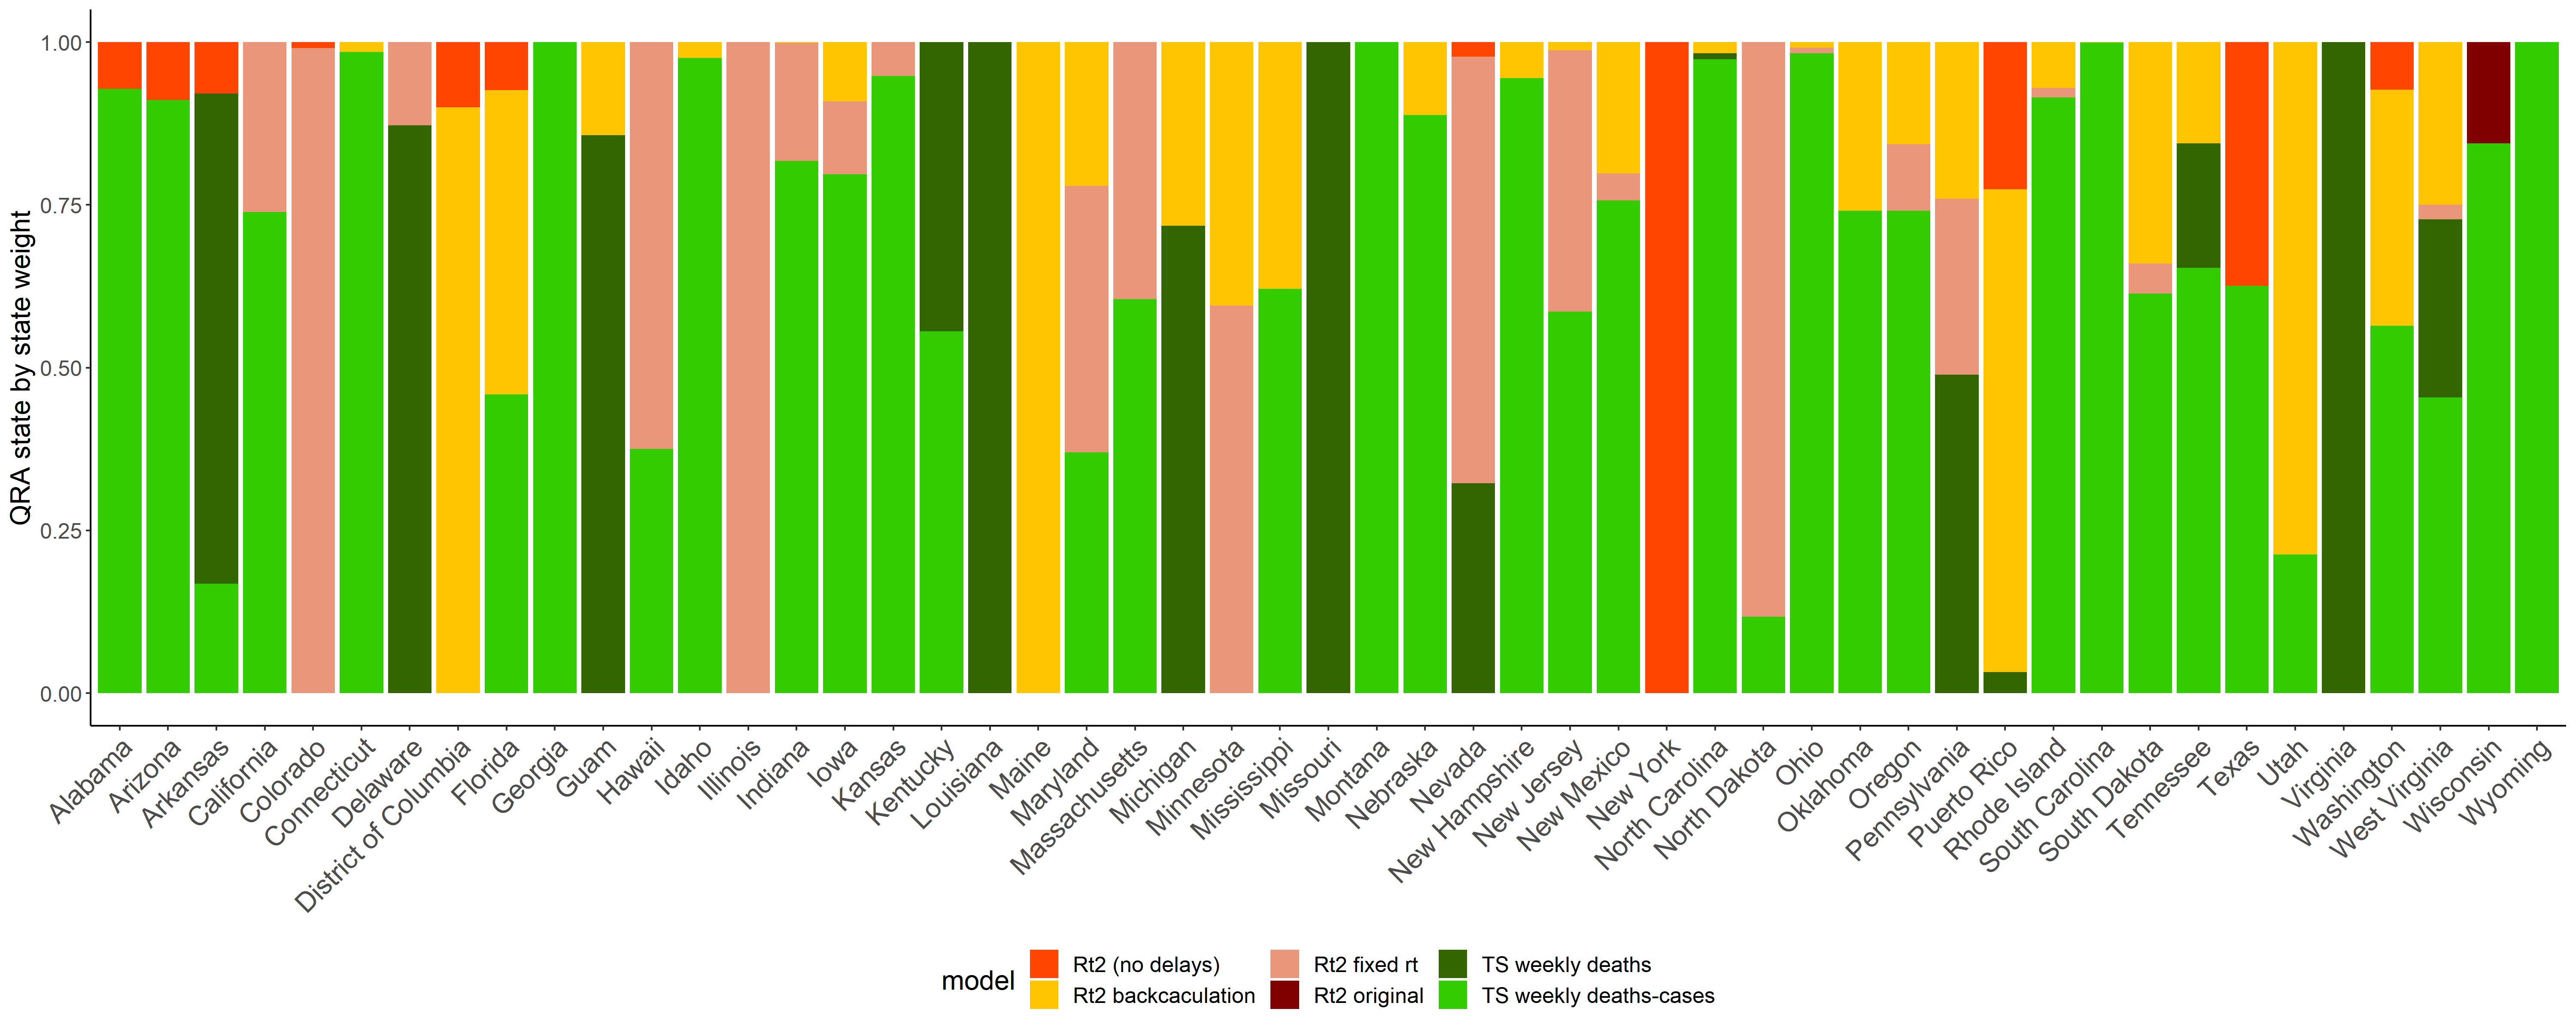 QRA state by state weight
1.00
0.75
0.50
0.25
0.00
Alabama
Arizona
Arkansas
California
Colorado
Connecticut
Delaware
District of Columbia
Florida
Georgia
Guam
Hawaii
Idaho
Illinois
Indiana
Iowa
Kansas
Kentucky
Louisiana
Maine
Maryland
Massachusetts
Michigan
Minnesota
Mississippi
Missouri
Montana
Nebraska
Nevada
New Hampshire
New Jersey
New Mexico
New York
North Carolina
North Dakota
Ohio
Oklahoma
Oregon
Pennsylvania
Puerto Rico
Rhode Island
South Carolina
South Dakota
Tennessee
Texas
Utah
Virginia
Washington
West Virginia
Wisconsin
Wyoming
model
Rt2 (no delays)
Rt2 backcaculation
Rt2 fixed rt
Rt2 original
TS weekly deaths
TS weekly deaths-cases